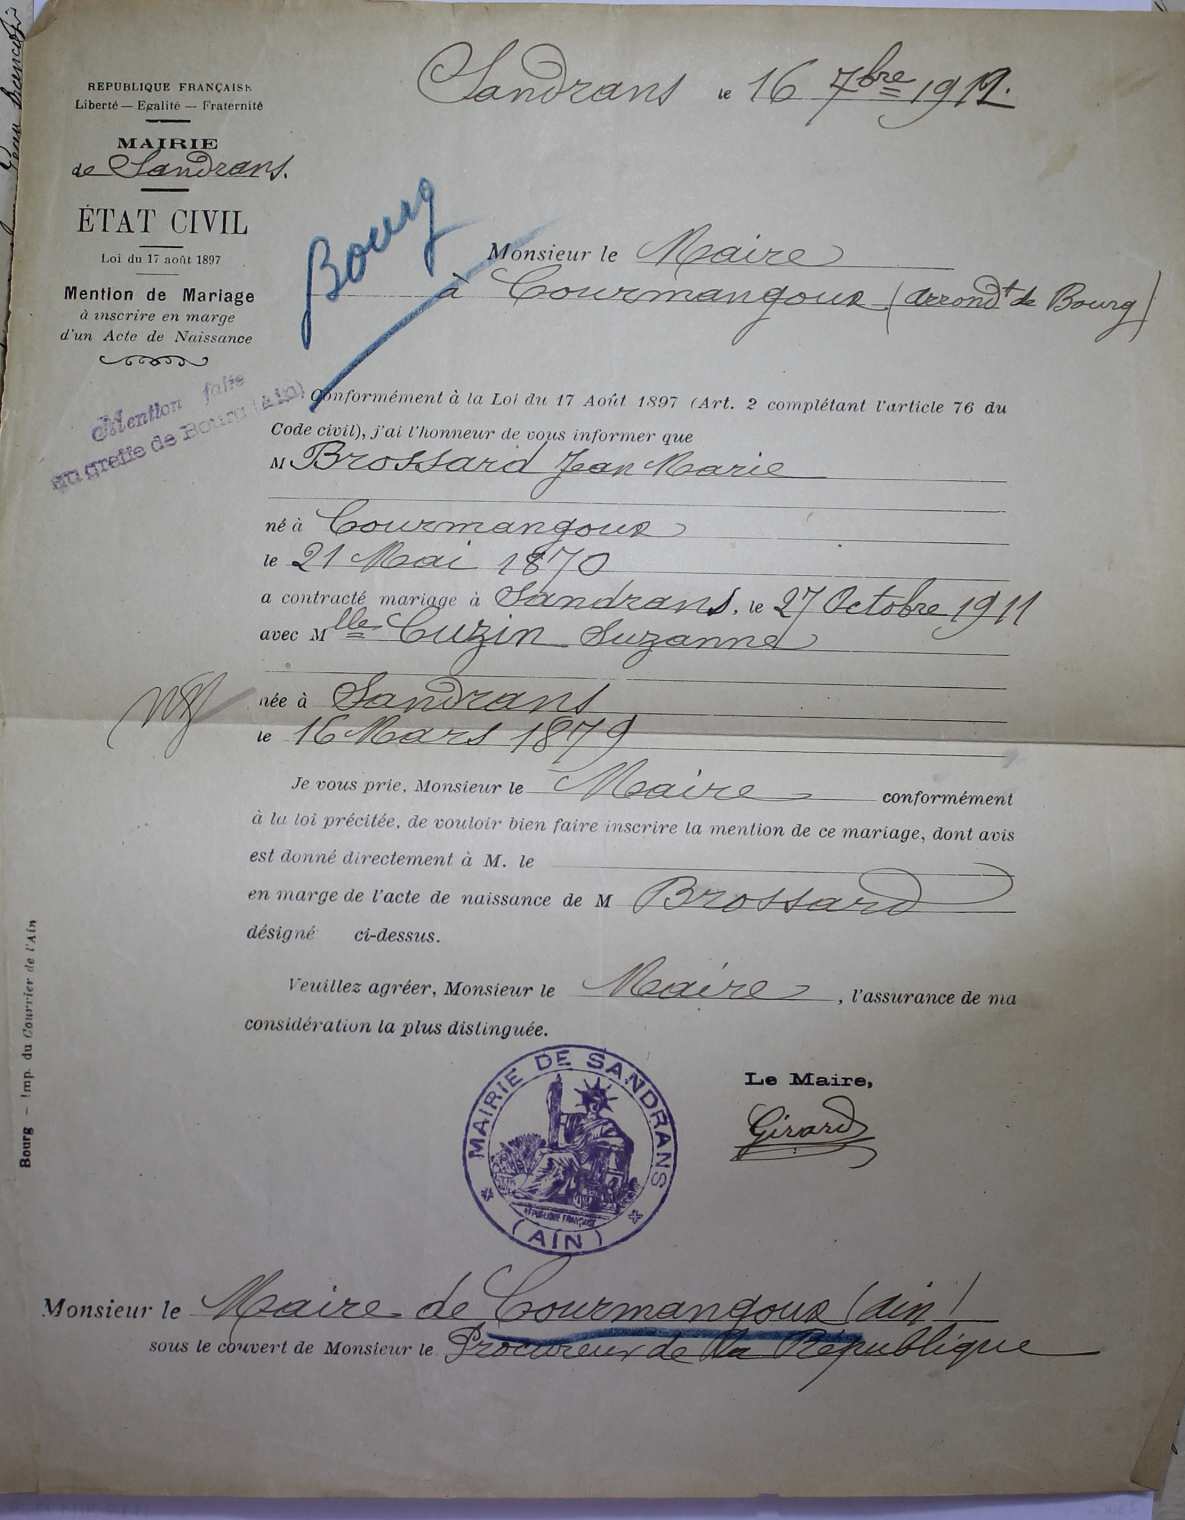 Sandrans le 16 7bre 1912.
REPUBLIQUE FRANÇAISE
Liberté — Egalité — Fraternité
MAIRIE
de Sandrans.
ÉTAT CIVIL
Loi du 17 août 1897
Mention de Mariage
à inscrire en marge
d'un Acte de Naissance
Mention faite
au greffe de Bourg (Ain)
Bourg
Monsieur le Maire
à Courmangoux (arrondt de Bourg)
Conformément à la Loi du 17 Août 1897 (Art. 2 complétant l'article 76 du
Code civil), j'ai l'honneur de vous informer que
M Brossard Jean Marie
né à Courmangoux
le 21 Mai 1870
a contracté mariage à Sandrans, le 27 Octobre 1911
avec Mlle Cuzin Suzanne
née à Sandrans
le 16 Mars 1879
Je vous prie, Monsieur le Maire conformément
à la loi précitée, de vouloir bien faire inscrire la mention de ce mariage, dont avis
est donné directement à M. le
en marge de l'acte de naissance de M Brossard
désigné ci-dessus.
Veuillez agréer, Monsieur le Maire, l'assurance de ma
considération la plus distinguée.
Le Maire,
Girard
MAIRIE DE SANDRANS
RÉPUBLIQUE FRANÇAISE
(AIN)
Monsieur le Maire de Courmangoux (ain)
sous le couvert de Monsieur le Procureur de la République
Bourg — Imp. du Courrier de l'Ain